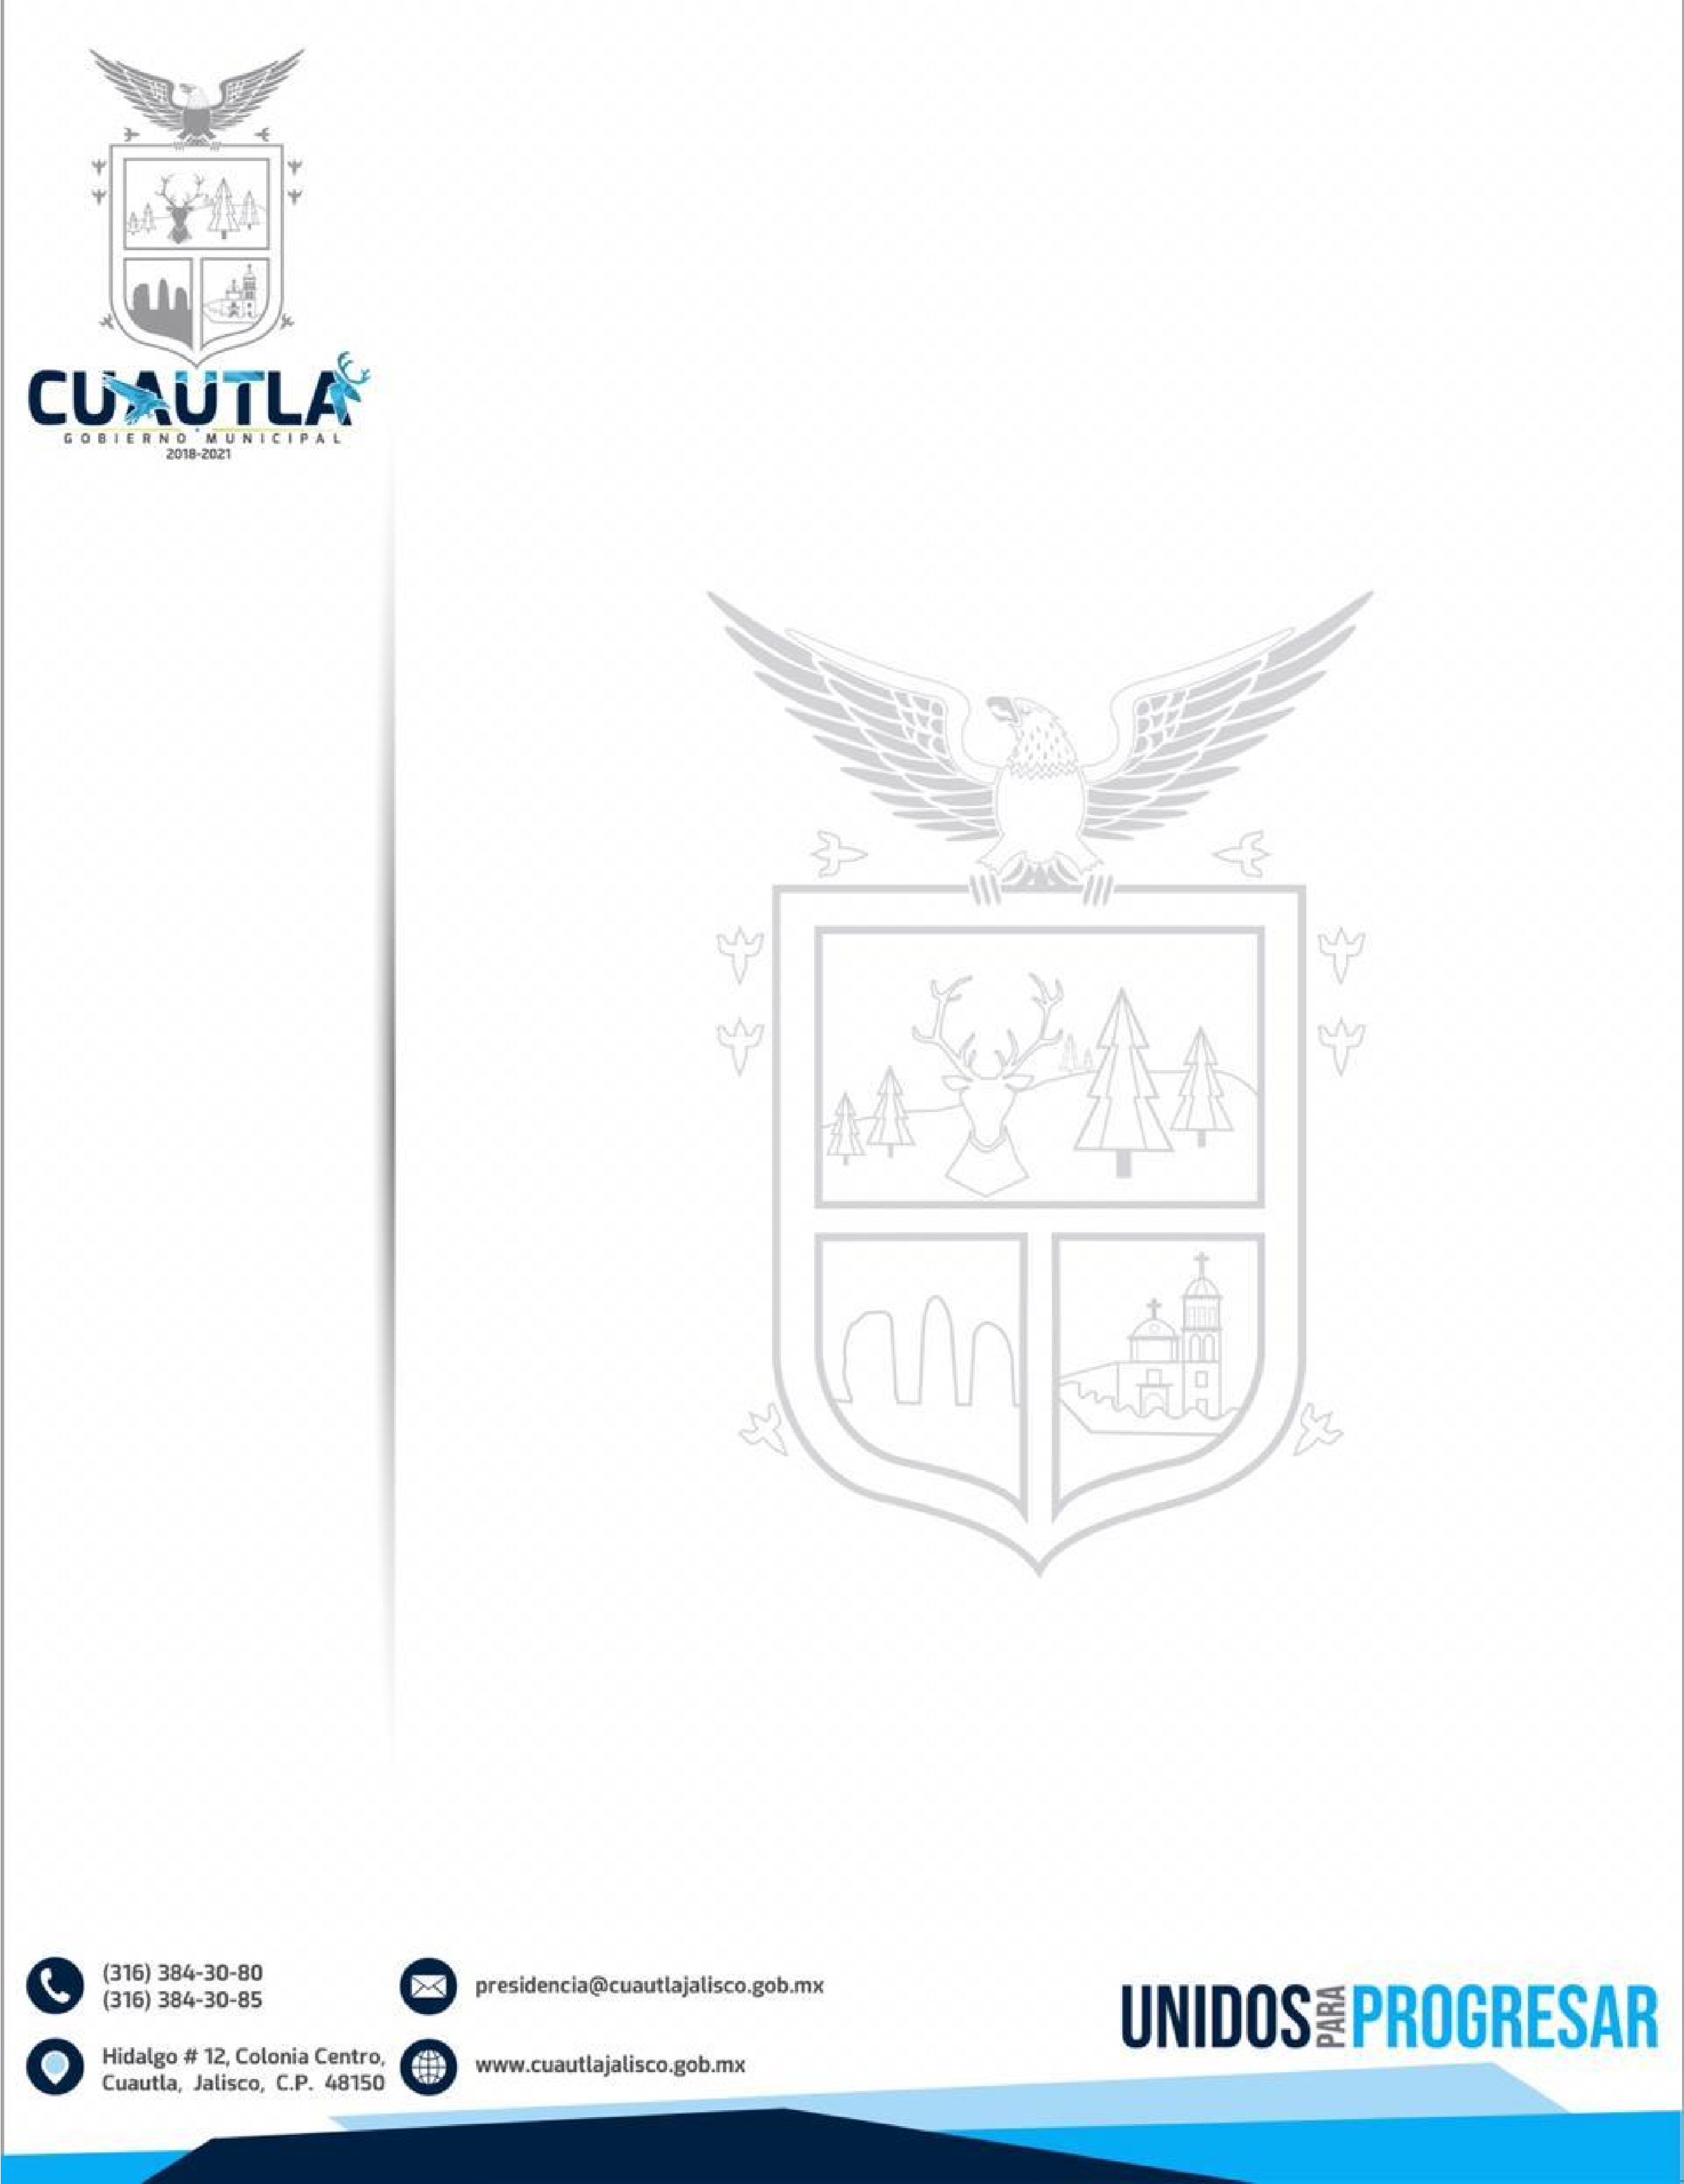 CUAUTLA
GOBIERNO MUNICIPAL
2018-2021
(316) 384-30-80
(316) 384-30-85
presidencia@cuautlajalisco.gob.mx
Hidalgo # 12, Colonia Centro,
Cuautla, Jalisco, C.P. 48150
www.cuautlajalisco.gob.mx
UNIDOS PARA PROGRESAR